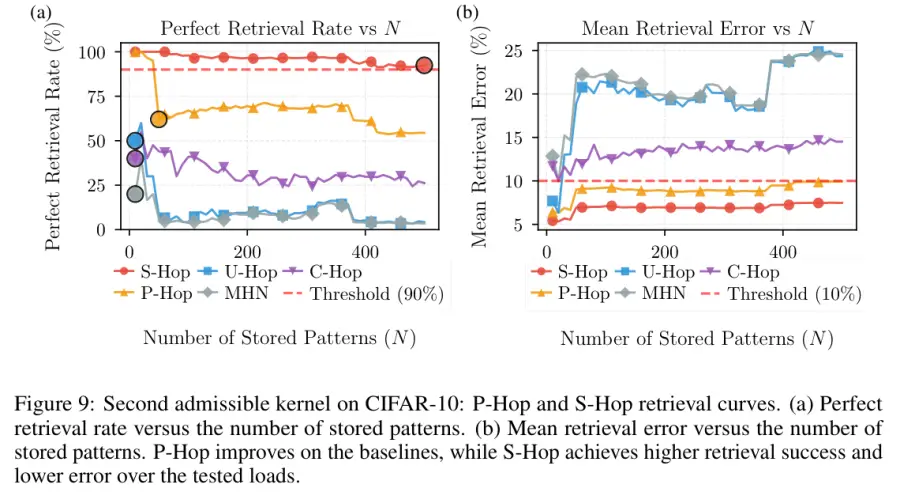 (a)
Perfect Retrieval Rate vs N
Perfect Retrieval Rate (%)
100
75
50
25
0
0
200
400
S-Hop
U-Hop
C-Hop
P-Hop
MHN
Threshold (90%)
Number of Stored Patterns (N)
(b)
Mean Retrieval Error vs N
Mean Retrieval Error (%)
25
20
15
10
5
0
200
400
S-Hop
U-Hop
C-Hop
P-Hop
MHN
Threshold (10%)
Number of Stored Patterns (N)
Figure 9: Second admissible kernel on CIFAR-10: P-Hop and S-Hop retrieval curves. (a) Perfect
retrieval rate versus the number of stored patterns. (b) Mean retrieval error versus the number of
stored patterns. P-Hop improves on the baselines, while S-Hop achieves higher retrieval success and
lower error over the tested loads.